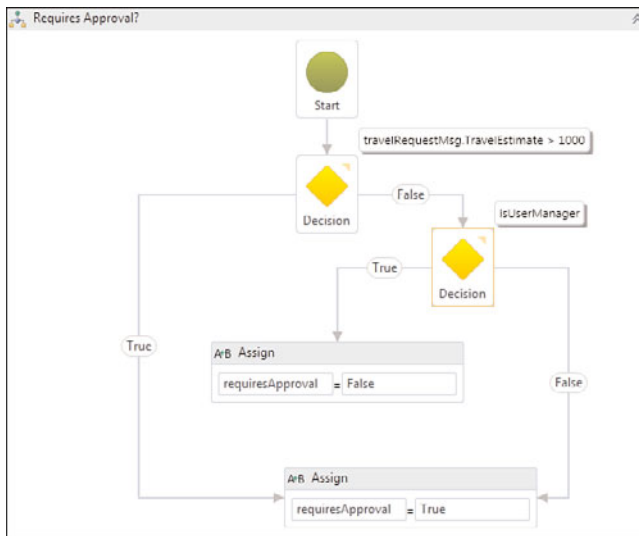 Requires Approval?
Start
travelRequestMsg.TravelEstimate > 1000
Decision
False
IsUserManager
True
Decision
True
A+B Assign
requiresApproval = False
False
A+B Assign
requiresApproval = True